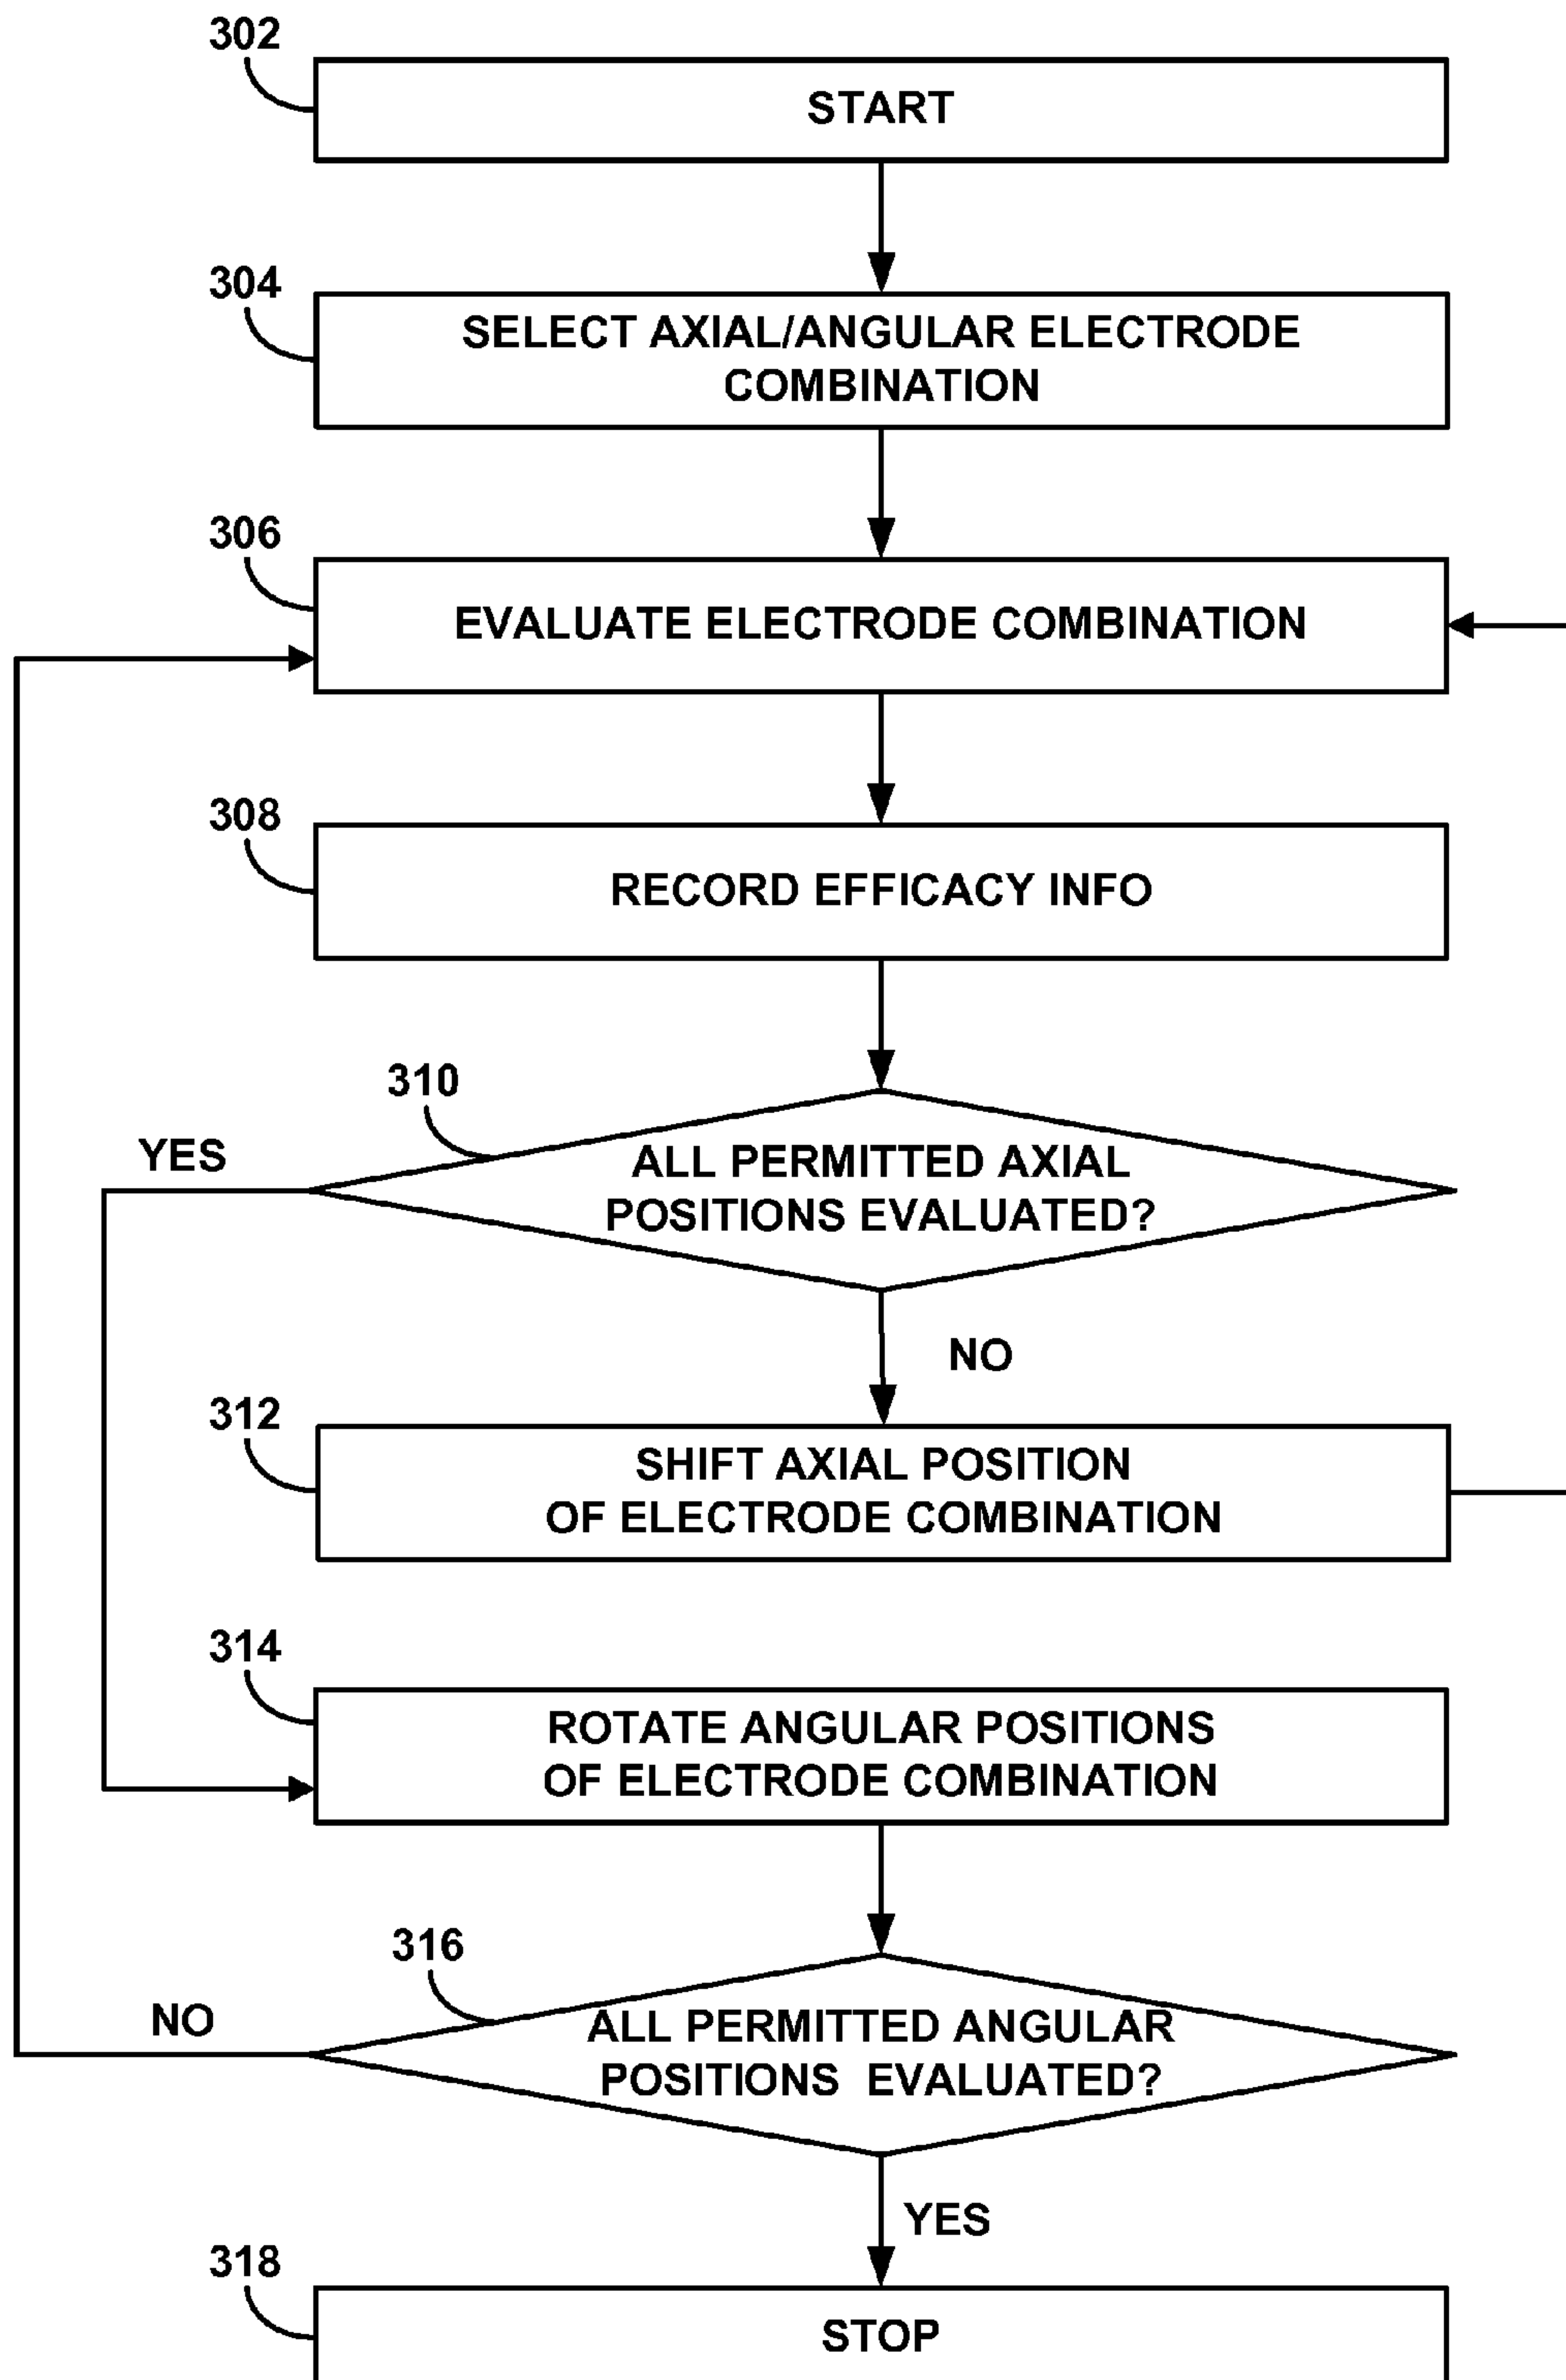 302
START
304
SELECT AXIAL/ANGULAR ELECTRODE
COMBINATION
306
EVALUATE ELECTRODE COMBINATION
308
RECORD EFFICACY INFO
310
YES
ALL PERMITTED AXIAL
POSITIONS EVALUATED?
NO
312
SHIFT AXIAL POSITION
OF ELECTRODE COMBINATION
314
ROTATE ANGULAR POSITIONS
OF ELECTRODE COMBINATION
316
NO
ALL PERMITTED ANGULAR
POSITIONS EVALUATED?
YES
318
STOP